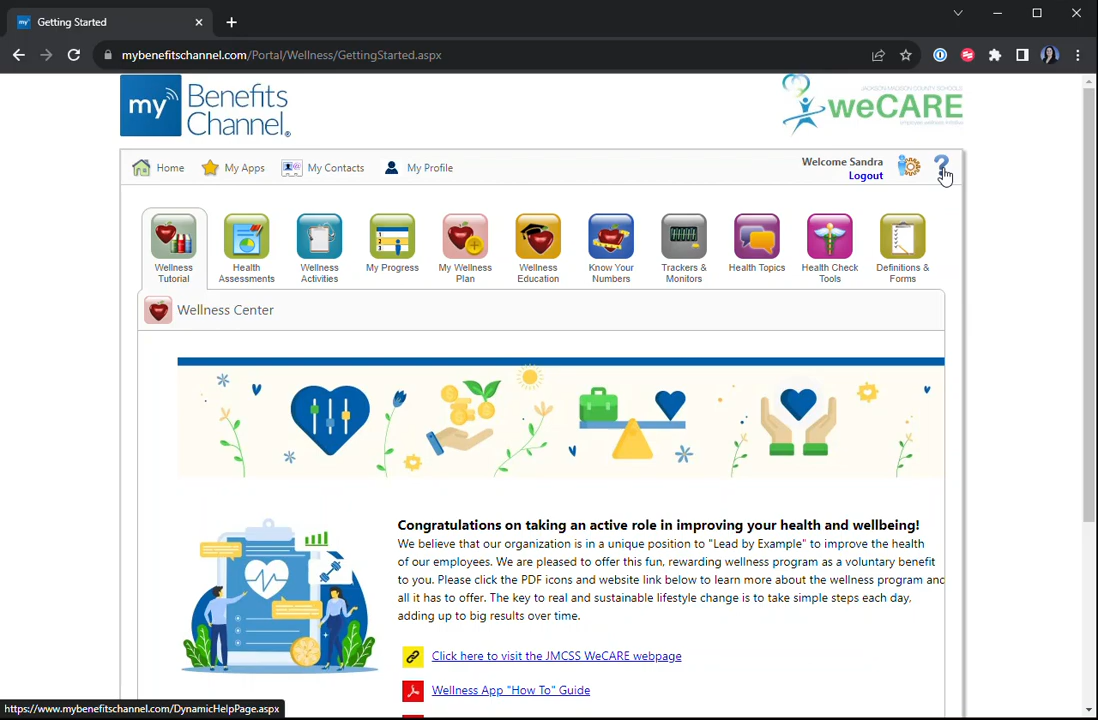 my Getting Started
mybenefitschannel.com/Portal/Wellness/GettingStarted.aspx
my Benefits Channel®
JACKSON-MADISON COUNTY SCHOOLS
weCARE
Home My Apps My Contacts My Profile
Welcome Sandra
Logout
Wellness Tutorial
Health Assessments
Wellness Activities
My Progress
My Wellness Plan
Wellness Education
Know Your Numbers
Trackers & Monitors
Health Topics
Health Check Tools
Definitions & Forms
Wellness Center
Congratulations on taking an active role in improving your health and wellbeing!
We believe that our organization is in a unique position to "Lead by Example" to improve the health
of our employees. We are pleased to offer this fun, rewarding wellness program as a voluntary benefit
to you. Please click the PDF icons and website link below to learn more about the wellness program and
all it has to offer. The key to real and sustainable lifestyle change is to take simple steps each day,
adding up to big results over time.
Click here to visit the JMCSS WeCARE webpage
Wellness App "How To" Guide
https://www.mybenefitschannel.com/DynamicHelpPage.aspx